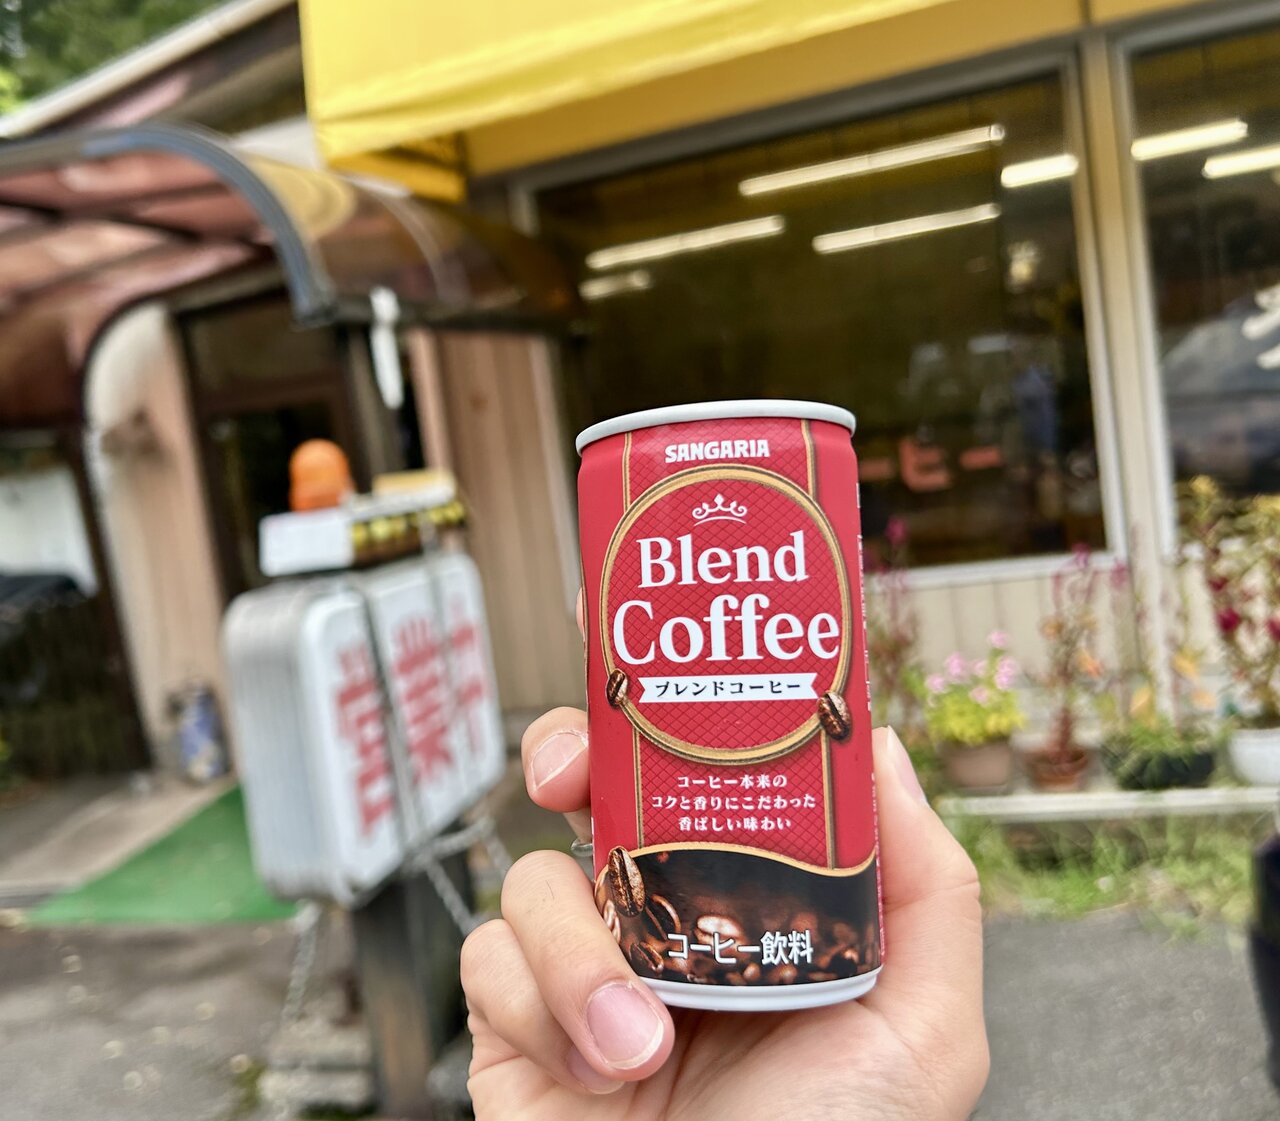 SANGARIA
Blend
Coffee
ブレンドコーヒー
コーヒー本来の
コクと香りにこだわった
香ばしい味わい
コーヒー飲料